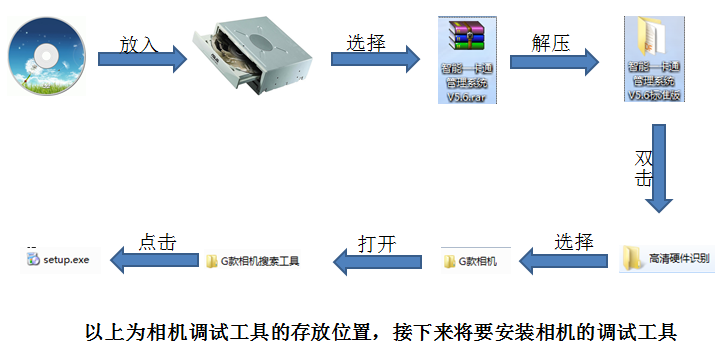 放入
选择
解压
智能一卡通
管理系统
V5.6.rar
智能一卡通
管理系统
V5.6标准版
双
击
点击
打开
选择
setup.exe
G款相机搜索工具
G款相机
高清硬件识别
以上为相机调试工具的存放位置，接下来将要安装相机的调试工具